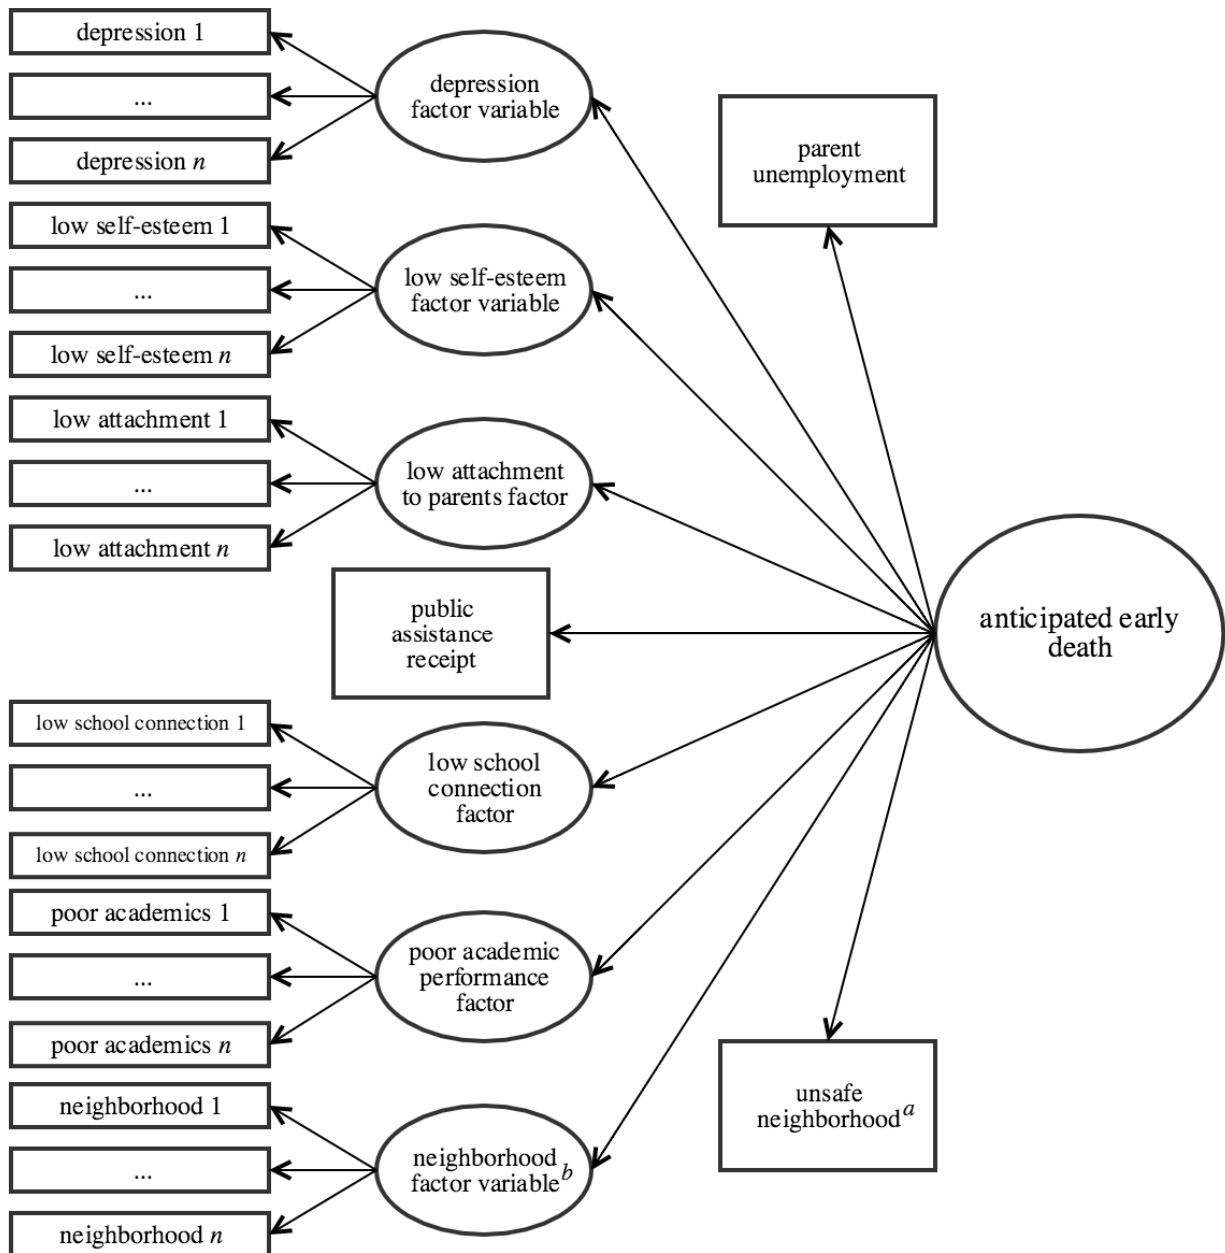 depression 1
...
depression n
depression
factor variable
parent
unemployment
low self-esteem 1
...
low self-esteem n
low self-esteem
factor variable
low attachment 1
...
low attachment n
low attachment
to parents factor
public
assistance
receipt
anticipated early
death
low school connection 1
...
low school connection n
low school
connection
factor
poor academics 1
...
poor academics n
poor academic
performance
factor
unsafe
neighborhood a
neighborhood 1
...
neighborhood n
neighborhood
factor variable b